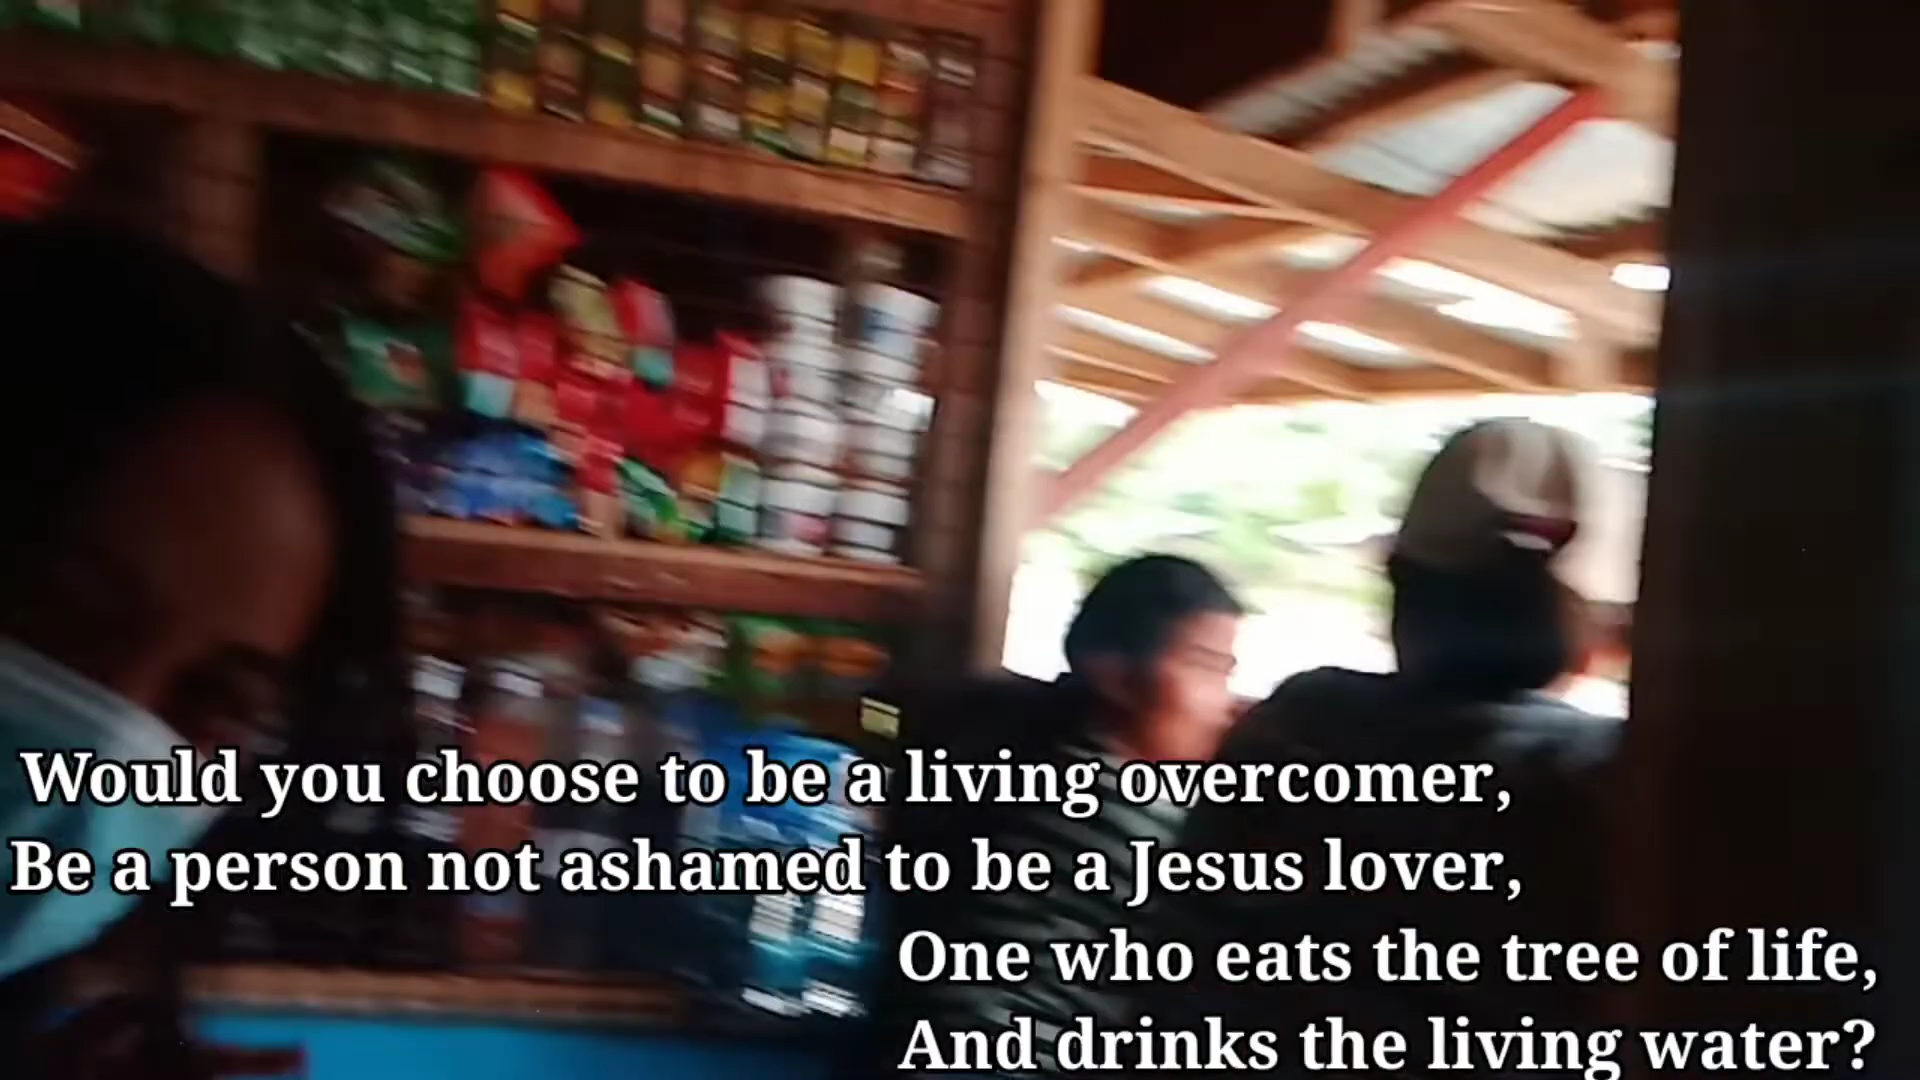 Would you choose to be a living overcomer,
Be a person not ashamed to be a Jesus lover,
One who eats the tree of life,
And drinks the living water?